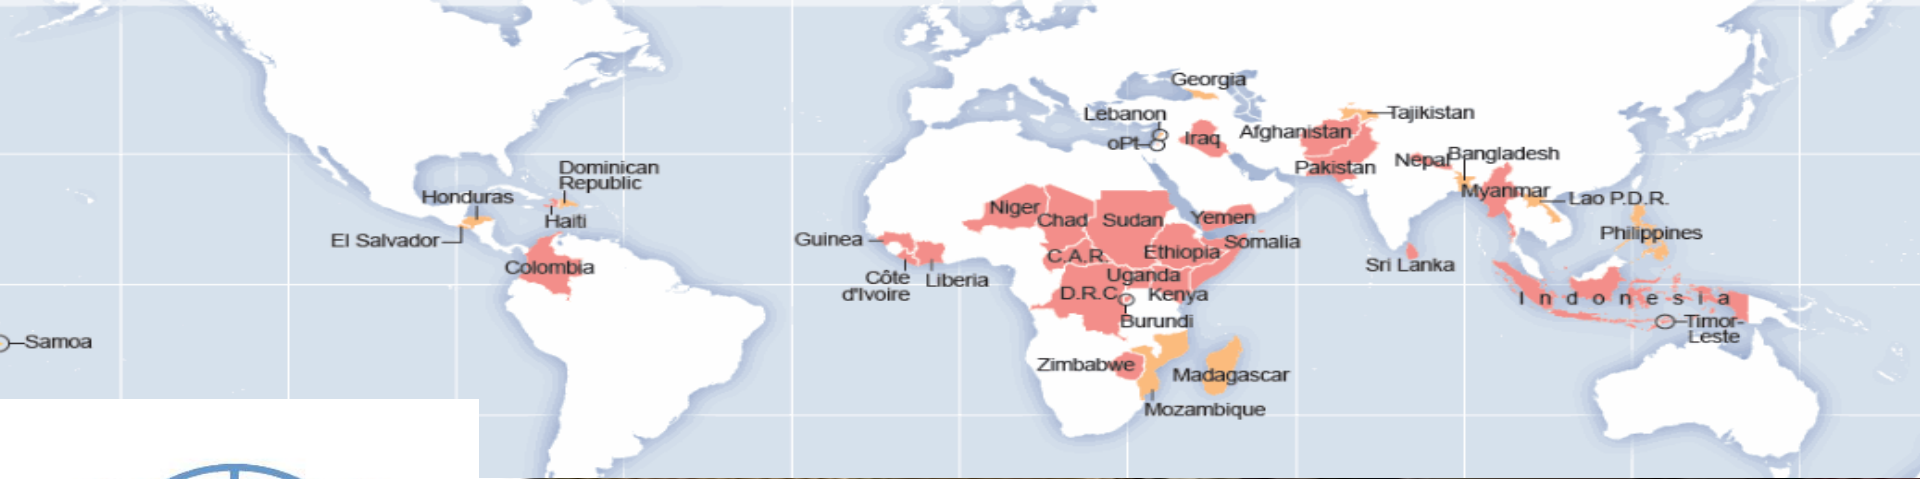 Georgia
Lebanon
Tajikistan
oPt
Iraq
Afghanistan
Pakistan
Nepal
Bangladesh
Dominican
Republic
Honduras
Haiti
El Salvador
Colombia
Myanmar
Lao P.D.R.
Niger
Chad
Sudan
Yemen
Philippines
Guinea
Somalia
Ethiopia
C.A.R.
Sri Lanka
Côte
d'Ivoire
Liberia
Uganda
D.R.C.
Kenya
Indonesia
Burundi
Timor-
Leste
Samoa
Zimbabwe
Madagascar
Mozambique